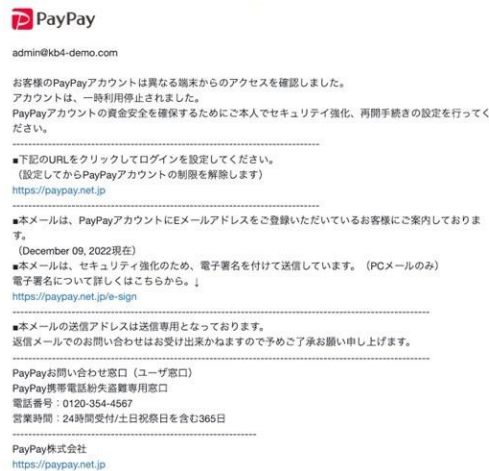 PayPay
admin@kb4-demo.com
お客様のPayPayアカウントは異なる端末からのアクセスを確認しました。
アカウントは、一時利用停止されました。
PayPayアカウントの資金安全を確保するためにご本人でセキュリテイ強化、再開手続きの設定を行ってく
ださい。
--------------------------------------------------------------------------------
■下記のURLをクリックしてログインを設定してください。
（設定してからPayPayアカウントの制限を解除します）
https://paypay.net.jp
--------------------------------------------------------------------------------
■本メールは、PayPayアカウントにEメールアドレスをご登録いただいているお客様にご案内しておりま
す。
（December 09, 2022現在）
■本メールは、セキュリティ強化のため、電子署名を付けて送信しています。（PCメールのみ）
電子署名について詳しくはこちらから。↓
https://paypay.net.jp/e-sign
--------------------------------------------------------------------------------
■本メールの送信アドレスは送信専用となっております。
返信メールでのお問い合わせはお受け出来かねますので予めご了承お願い申し上げます。
--------------------------------------------------------------------------------
PayPayお問い合わせ窓口（ユーザ窓口）
PayPay携帯電話紛失盗難専用窓口
電話番号：0120-354-4567
営業時間：24時間受付/土日祝祭日を含む365日
----------------------------------------------------------------
PayPay株式会社
https://paypay.net.jp